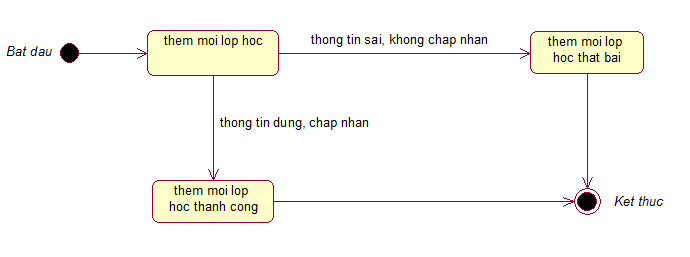 Bat dau
them moi lop hoc
thong tin sai, khong chap nhan
them moi lop
hoc that bai
thong tin dung, chap nhan
them moi lop
hoc thanh cong
Ket thuc